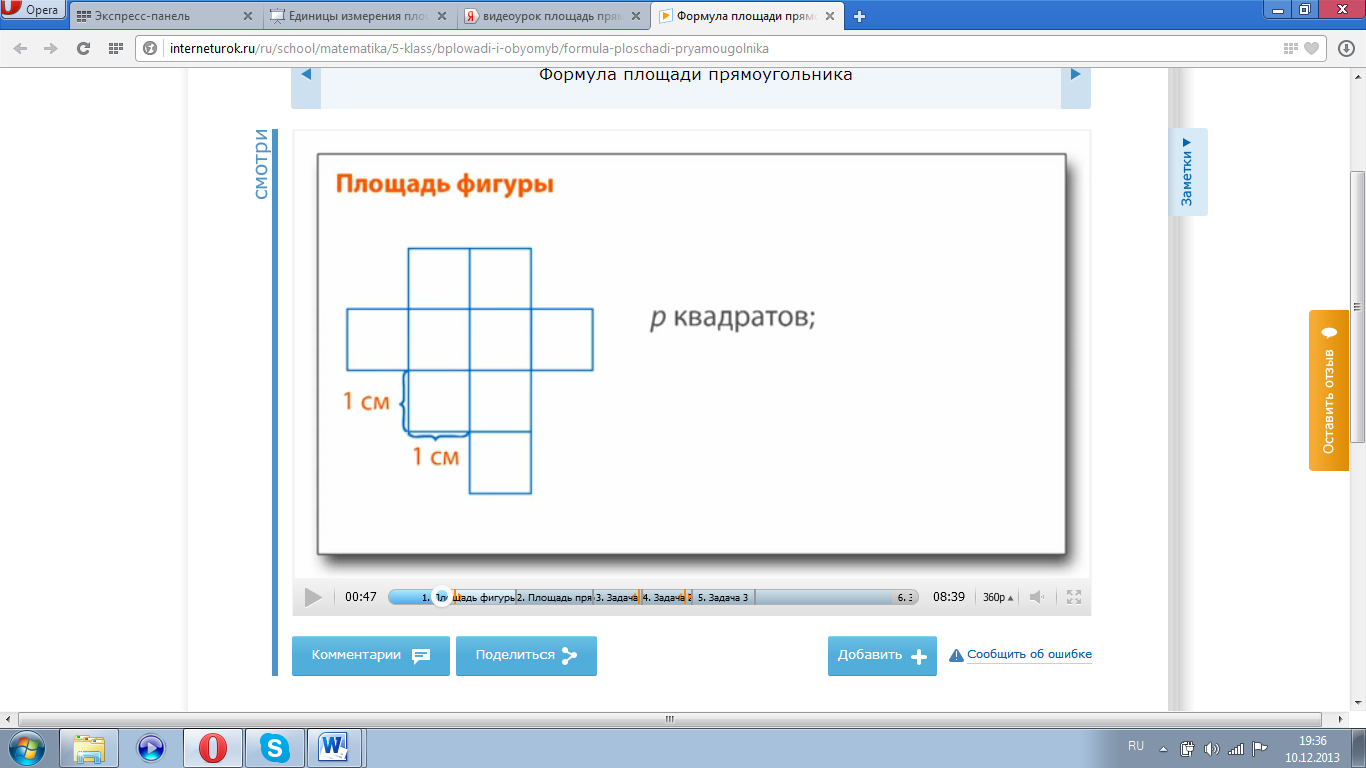 Opera
Экспресс-панель
Единицы измерения пло
видеоурок площадь пря
Формула площади прямо
interneturok.ru/ru/school/matematika/5-klass/bplowadi-i-obyomyb/formula-ploschadi-pryamougolnika
Формула площади прямоугольника
смотри
Заметки
Площадь фигуры
p квадратов;
1 см
1 см
Оставить отзыв
00:47
2. Площадь пря
3. Задача
4. Задача
5. Задача 3
08:39
360p
Комментарии
Поделиться
Добавить
Сообщить об ошибке
RU
19:36
10.12.2013